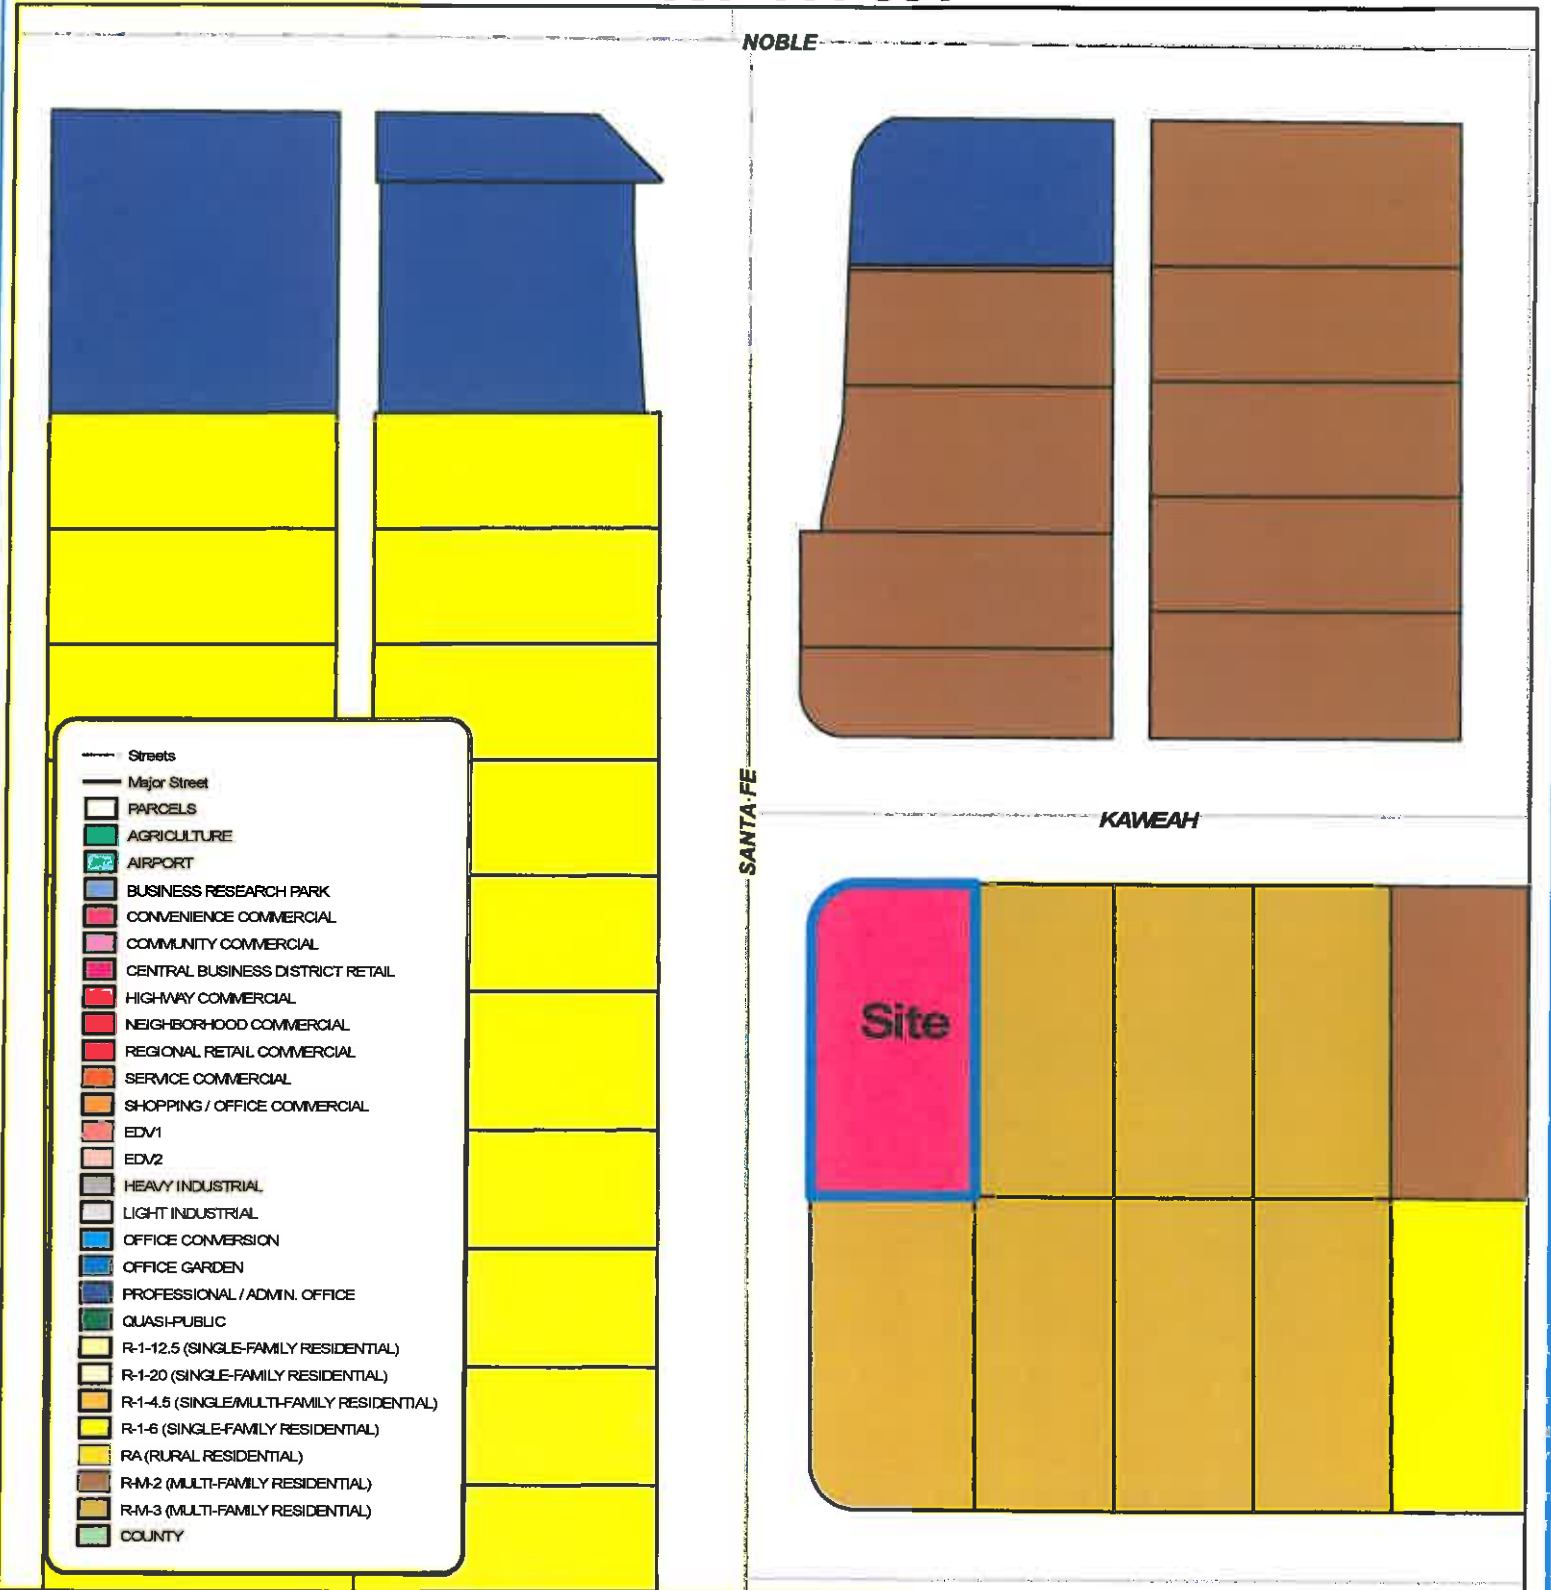 NOBLE
SANTA FE
KAWEAH
Site
Streets
Major Street
PARCELS
AGRICULTURE
AIRPORT
BUSINESS RESEARCH PARK
CONVENIENCE COMMERCIAL
COMMUNITY COMMERCIAL
CENTRAL BUSINESS DISTRICT RETAIL
HIGHWAY COMMERCIAL
NEIGHBORHOOD COMMERCIAL
REGIONAL RETAIL COMMERCIAL
SERVICE COMMERCIAL
SHOPPING / OFFICE COMMERCIAL
EDV1
EDV2
HEAVY INDUSTRIAL
LIGHT INDUSTRIAL
OFFICE CONVERSION
OFFICE GARDEN
PROFESSIONAL / ADMIN. OFFICE
QUASI-PUBLIC
R-1-12.5 (SINGLE-FAMILY RESIDENTIAL)
R-1-20 (SINGLE-FAMILY RESIDENTIAL)
R-1-4.5 (SINGLE/MULTI-FAMILY RESIDENTIAL)
R-1-6 (SINGLE-FAMILY RESIDENTIAL)
RA (RURAL RESIDENTIAL)
R-M-2 (MULTI-FAMILY RESIDENTIAL)
R-M-3 (MULTI-FAMILY RESIDENTIAL)
COUNTY